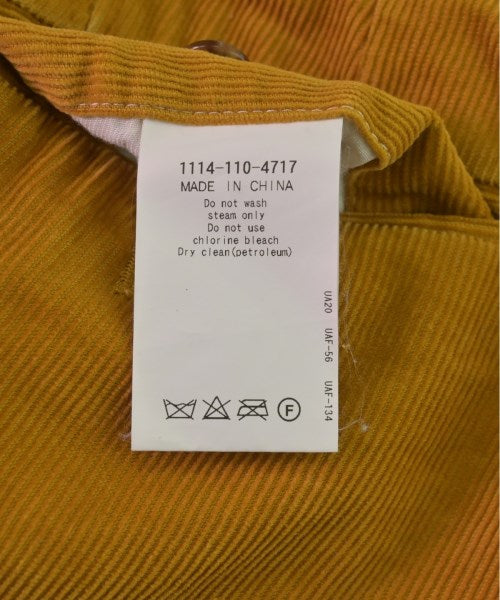 1114-110-4717
MADE IN CHINA
Do not wash
steam only
Do not use
chlorine bleach
Dry clean(petroleum)
UA20 UAF-56 UAF-134
F